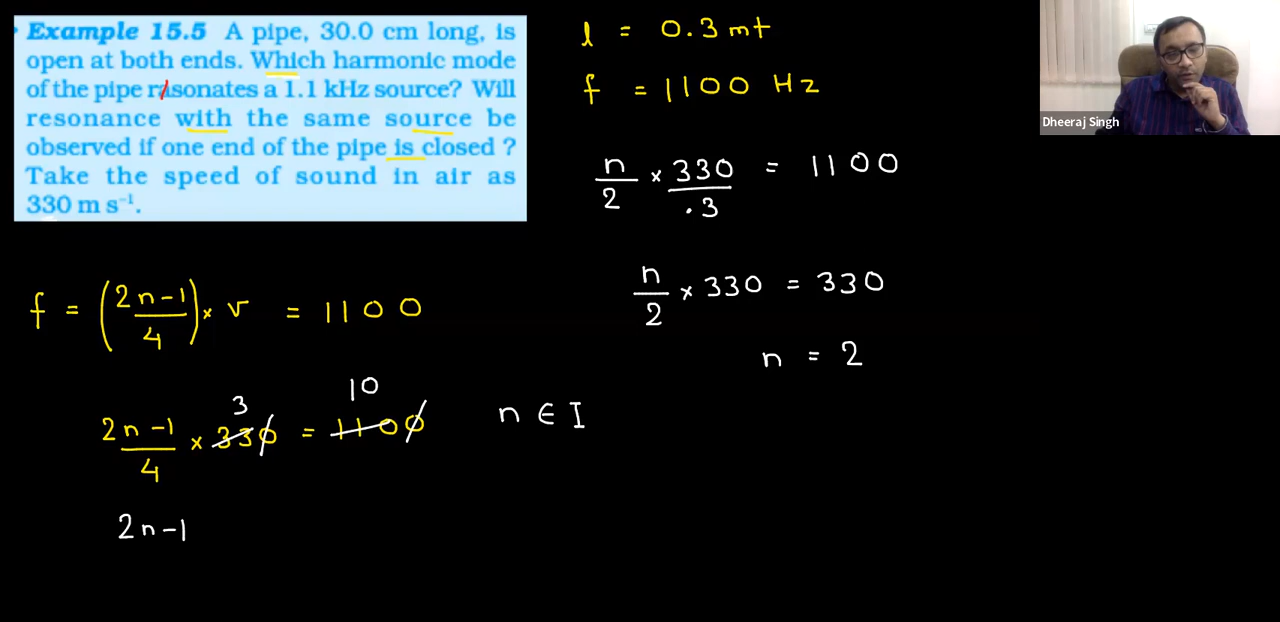 Example 15.5 A pipe, 30.0 cm long, is
open at both ends. Which harmonic mode
of the pipe resonates a 1.1 kHz source? Will
resonance with the same source be
observed if one end of the pipe is closed ?
Take the speed of sound in air as
330 m s⁻¹.
l = 0.3 mt
f = 1100 Hz
n/2 × 330/.3 = 1100
n/2 × 330 = 330
n = 2
f = (2n-1/4) × v = 1100
3 10
2n-1/4 × 330 = 1100 n ∈ I
2n-1
Dheeraj Singh